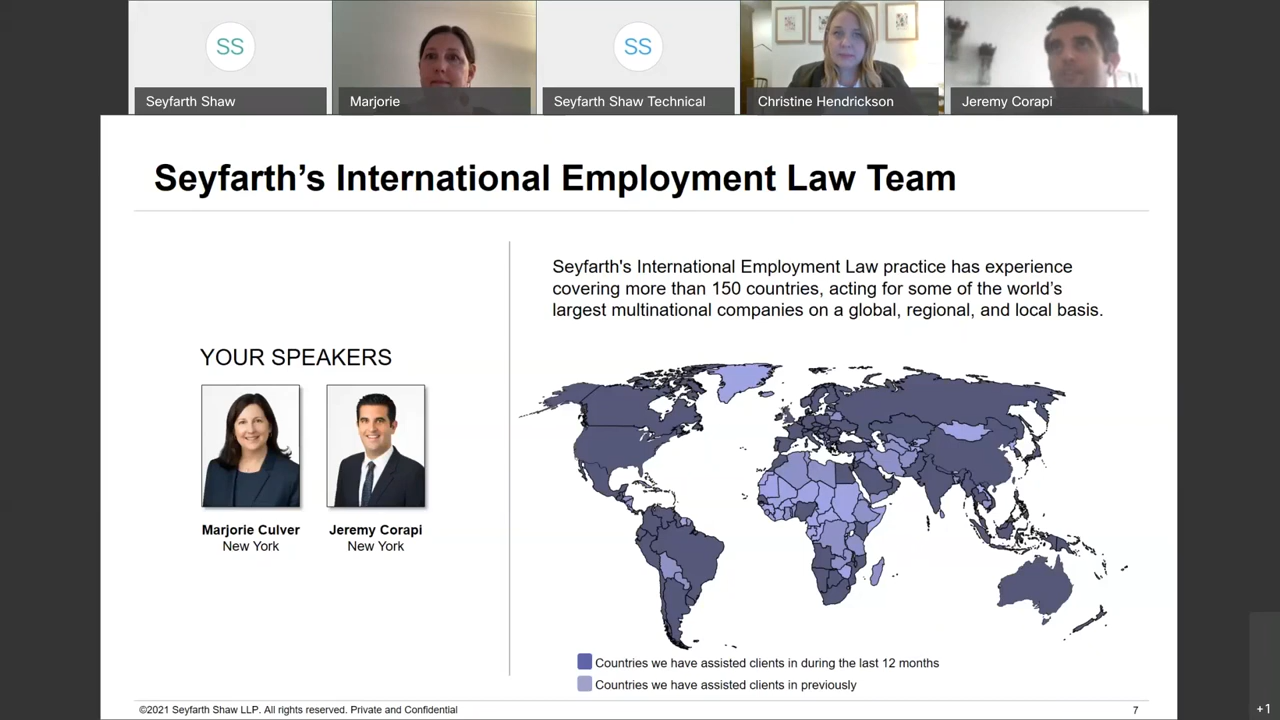 SS
SS
Seyfarth Shaw
Marjorie
Seyfarth Shaw Technical
Christine Hendrickson
Jeremy Corapi
Seyfarth’s International Employment Law Team
Seyfarth's International Employment Law practice has experience
covering more than 150 countries, acting for some of the world’s
largest multinational companies on a global, regional, and local basis.
YOUR SPEAKERS
Marjorie Culver
New York
Jeremy Corapi
New York
Countries we have assisted clients in during the last 12 months
Countries we have assisted clients in previously
©2021 Seyfarth Shaw LLP. All rights reserved. Private and Confidential
7
+1